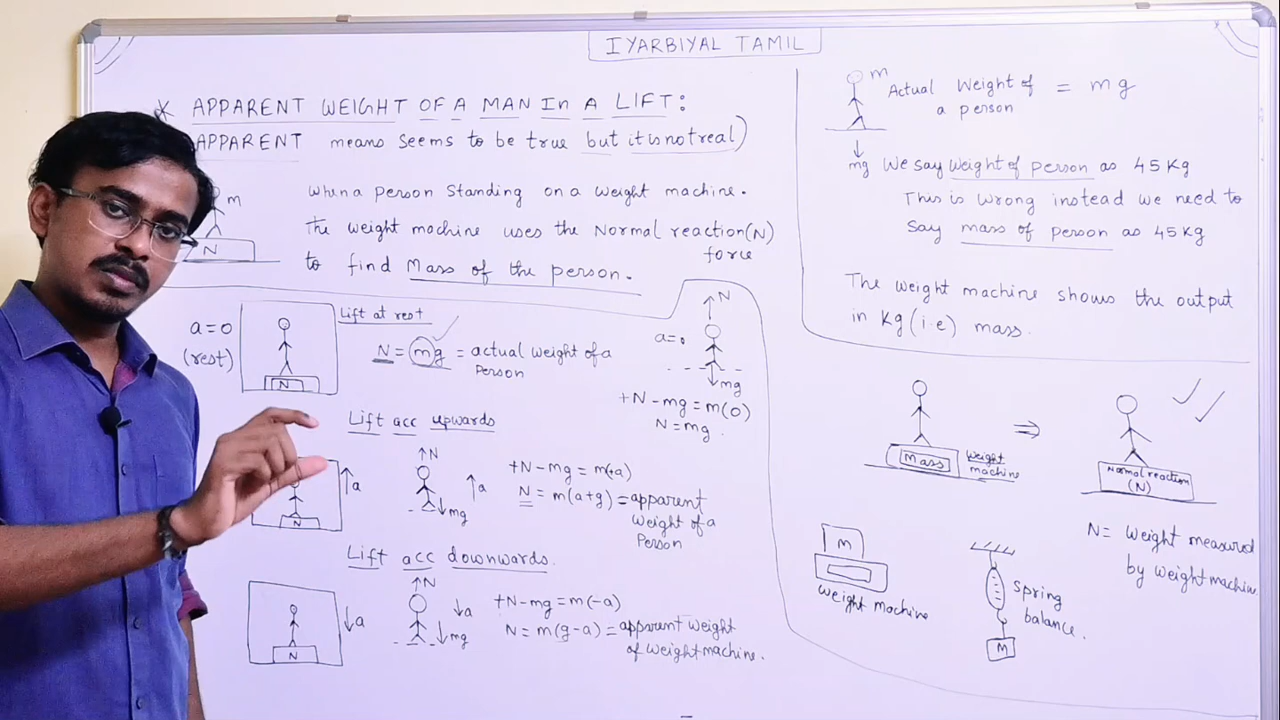 IYARBIYAL TAMIL
* APPARENT WEIGHT OF A MAN In A LIFT:
APPARENT means seems to be true but it is not real)
m
N
When a person Standing on a weight machine.
The weight machine uses the Normal reaction(N)
force
to find Mass of the person.
a=0
(rest)
N
Lift at rest
N = mg = actual weight of a
person
N
a=0
mg
+N-mg = m(0)
N=mg.
Lift acc upwards
N
a
N
a
mg
+N-mg = m(+a)
N = m(a+g) = apparent
weight of a
Person
Lift acc downwards.
N
a
N
a
mg
+N-mg = m(-a)
N = m(g-a) = apparent weight
of weight machine.
m
Actual Weight of
a person
= mg
mg
We say weight of person as 45 Kg
This is wrong instead we need to
Say mass of person as 45 Kg
The weight machine shows the output
in Kg (i.e) mass.
Mass
Weight
machine
⇒
Normal reaction
(N)
N= Weight measured
by weight machine.
M
Weight machine
Spring
balance.
M